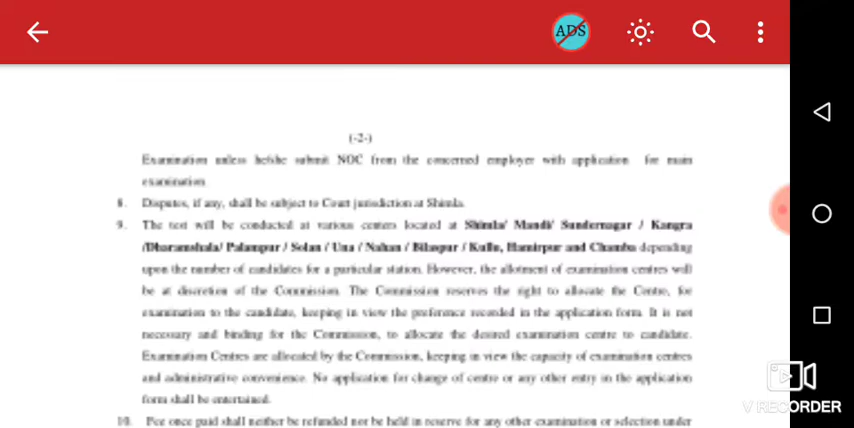 ADS
(-2-)
Examination unless he/she submit NOC from the concerned employer with application for main
examination
8. Disputes, if any, shall be subject to Court jurisdiction at Shimla.
9. The test will be conducted at various centers located at Shimla/ Mandi/ Sundernagar / Kangra
/Dharamshala/ Palampur / Solan / Una / Nahan / Bilaspur / Kullu, Hamirpur and Chamba depending
upon the number of candidates for a particular station. However, the allotment of examination centres will
be at discretion of the Commission. The Commission reserves the right to allocate the Centre, for
examination to the candidate, keeping in view the preference recorded in the application form. It is not
necessary and binding for the Commission, to allocate the desired examination centre to candidate.
Examination Centres are allocated by the Commission, keeping in view the capacity of examination centres
and administrative convenience. No application for change of centre or any other entry in the application
form shall be entertained.
10. Fee once paid shall neither be refunded not be held in reserve for any other examination or selection under
V RECORDER